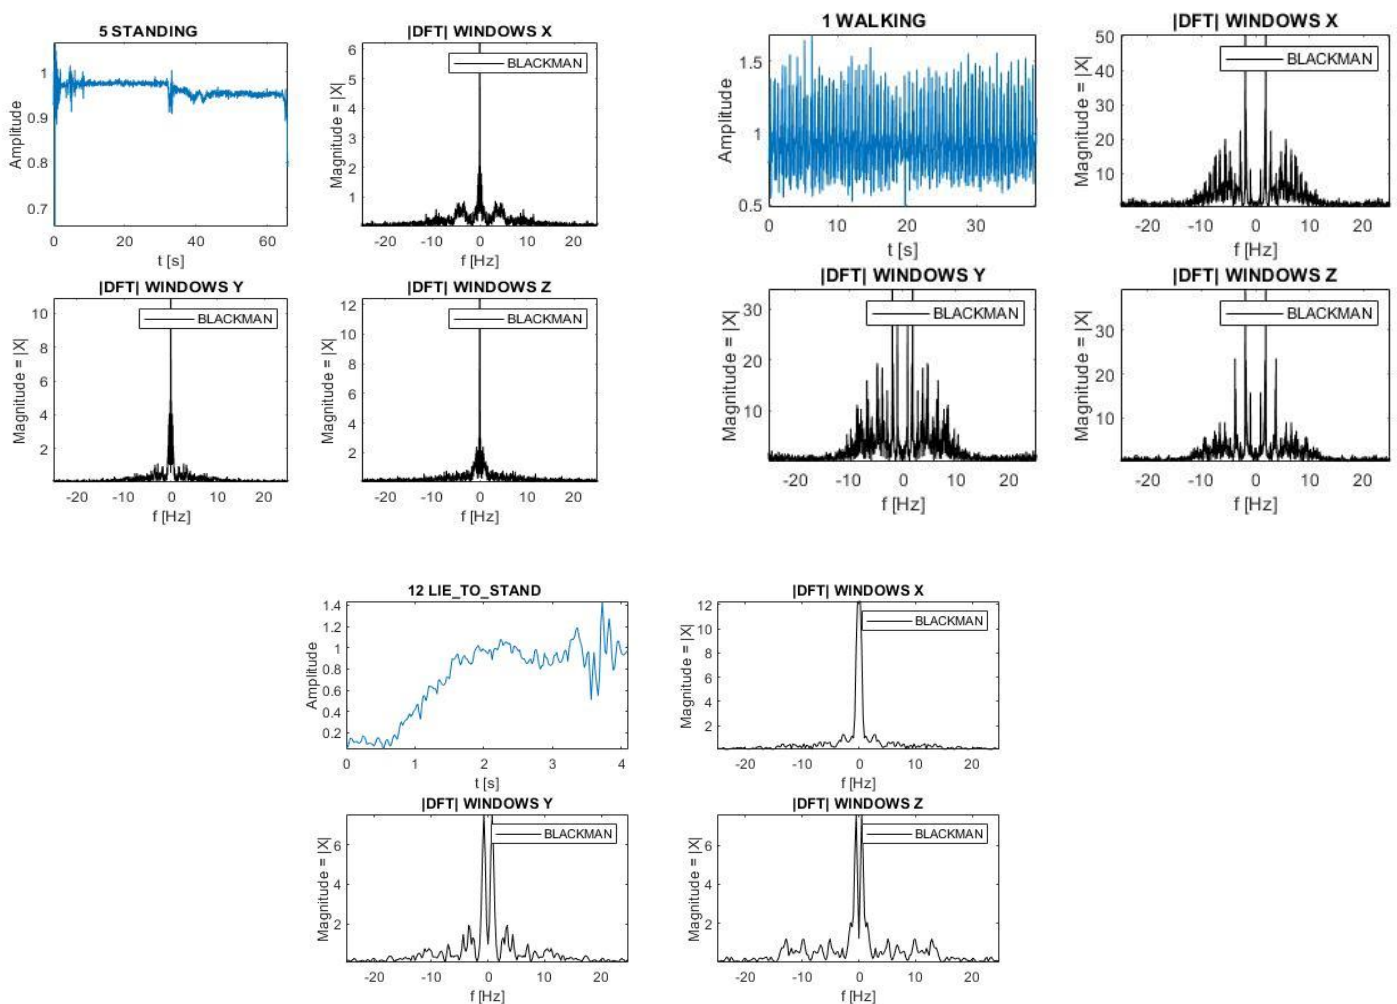 5 STANDING
Amplitude
1
0.9
0.8
0.7
0 20 40 60
t [s]
|DFT| WINDOWS X
BLACKMAN
Magnitude = |X|
6
5
4
3
2
1
-20 -10 0 10 20
f [Hz]
|DFT| WINDOWS Y
BLACKMAN
Magnitude = |X|
10
8
6
4
2
-20 -10 0 10 20
f [Hz]
|DFT| WINDOWS Z
BLACKMAN
Magnitude = |X|
12
10
8
6
4
2
-20 -10 0 10 20
f [Hz]
1 WALKING
Amplitude
1.5
1
0.5
0 10 20 30
t [s]
|DFT| WINDOWS X
BLACKMAN
Magnitude = |X|
50
40
30
20
10
-20 -10 0 10 20
f [Hz]
|DFT| WINDOWS Y
BLACKMAN
Magnitude = |X|
30
20
10
-20 -10 0 10 20
f [Hz]
|DFT| WINDOWS Z
BLACKMAN
Magnitude = |X|
30
20
10
-20 -10 0 10 20
f [Hz]
12 LIE_TO_STAND
Amplitude
1.4
1.2
1
0.8
0.6
0.4
0.2
0 1 2 3 4
t [s]
|DFT| WINDOWS X
BLACKMAN
Magnitude = |X|
12
10
8
6
4
2
-20 -10 0 10 20
f [Hz]
|DFT| WINDOWS Y
BLACKMAN
Magnitude = |X|
6
4
2
-20 -10 0 10 20
f [Hz]
|DFT| WINDOWS Z
BLACKMAN
Magnitude = |X|
6
4
2
-20 -10 0 10 20
f [Hz]